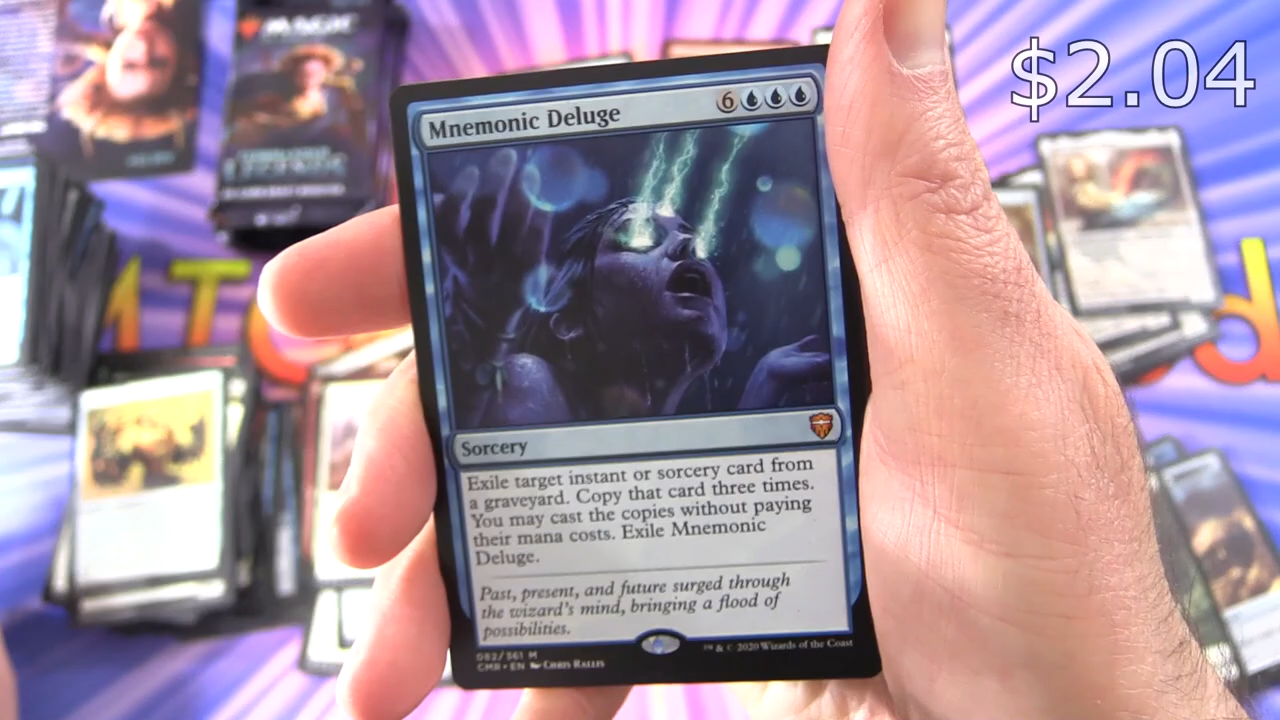 $2.04
MAGIC
Mnemonic Deluge
6
Sorcery
Exile target instant or sorcery card from
a graveyard. Copy that card three times.
You may cast the copies without paying
their mana costs. Exile Mnemonic
Deluge.
Past, present, and future surged through
the wizard's mind, bringing a flood of
possibilities.
082/361 M
CMR • EN Chris Rallis
™ & © 2020 Wizards of the Coast
MT
d